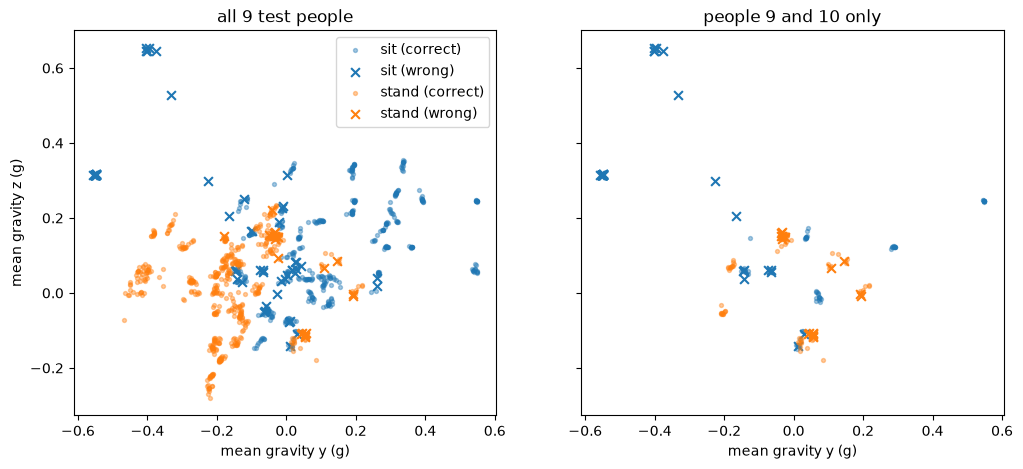 all 9 test people
people 9 and 10 only
sit (correct)
sit (wrong)
stand (correct)
stand (wrong)
mean gravity z (g)
0.6
0.4
0.2
0.0
−0.2
−0.6
−0.4
−0.2
0.0
0.2
0.4
0.6
−0.6
−0.4
−0.2
0.0
0.2
0.4
0.6
mean gravity y (g)
mean gravity y (g)